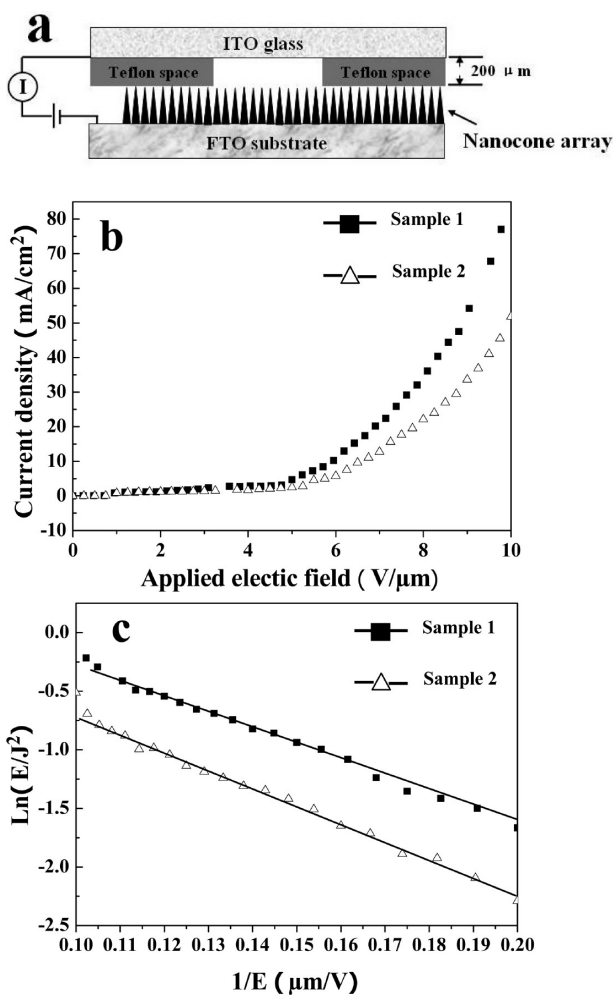 a
ITO glass
Teflon space Teflon space
200 μm
I
FTO substrate
Nanocone array
b
Sample 1
Sample 2
80
70
60
50
40
30
20
10
0
-10
0 2 4 6 8 10
Current density ( mA/cm²)
Applied electic field ( V/μm)
c
Sample 1
Sample 2
0.0
-0.5
-1.0
-1.5
-2.0
-2.5
0.10 0.11 0.12 0.13 0.14 0.15 0.16 0.17 0.18 0.19 0.20
Ln( E/J²)
1/E ( μm/V)